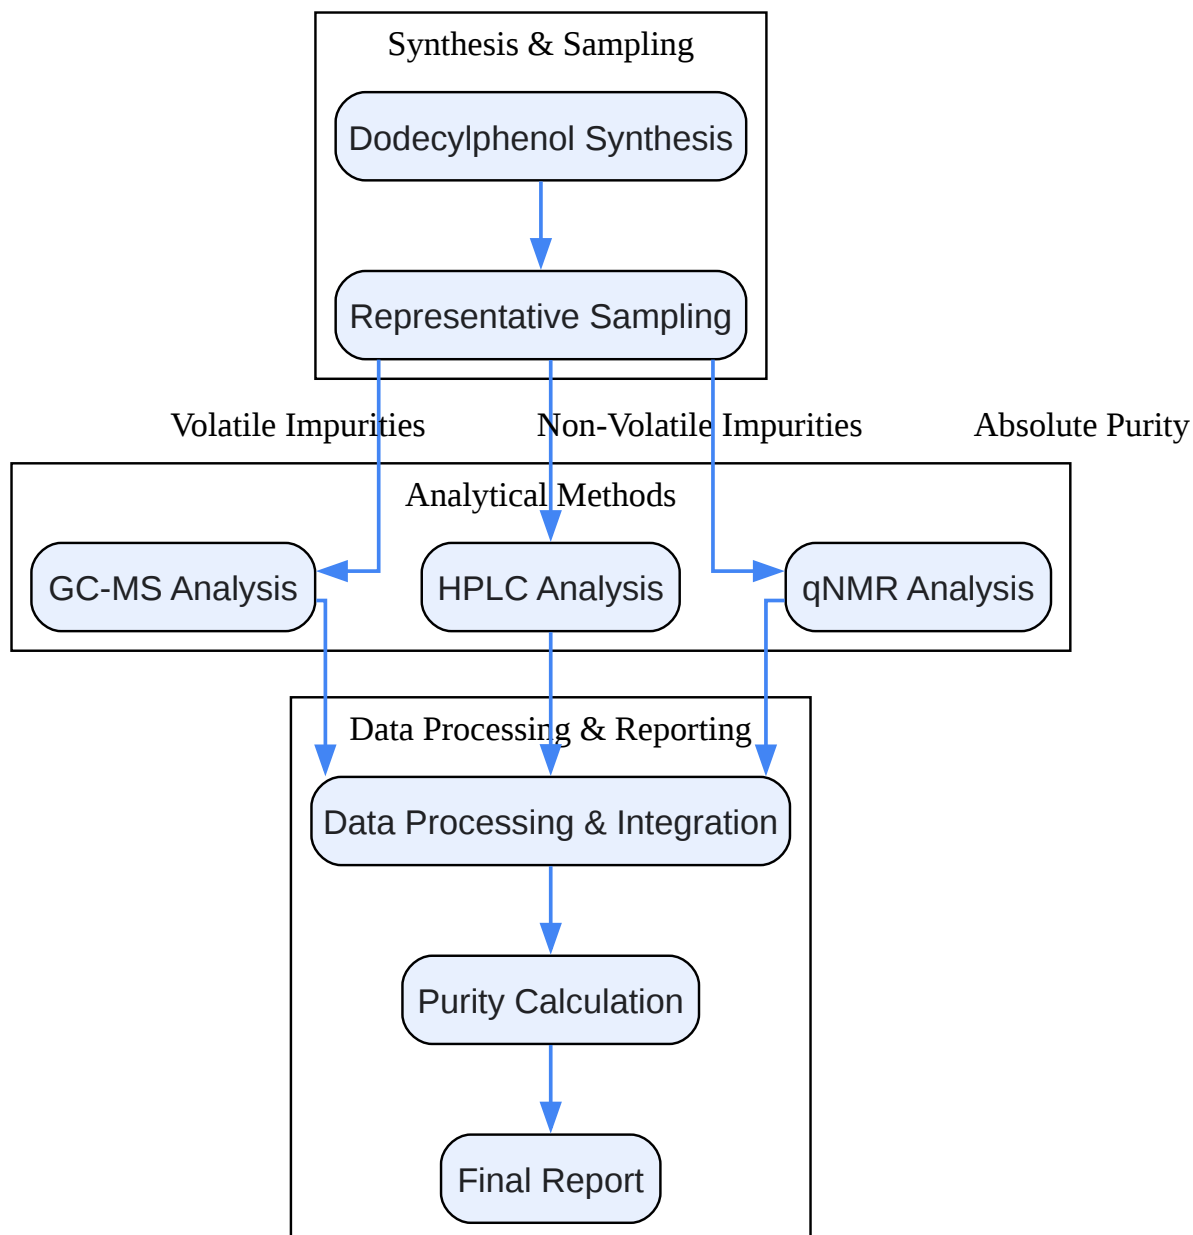 Synthesis & Sampling
Dodecylphenol Synthesis
Representative Sampling
Volatile Impurities
Non-Volatile Impurities
Absolute Purity
Analytical Methods
GC-MS Analysis
HPLC Analysis
qNMR Analysis
Data Processing & Reporting
Data Processing & Integration
Purity Calculation
Final Report